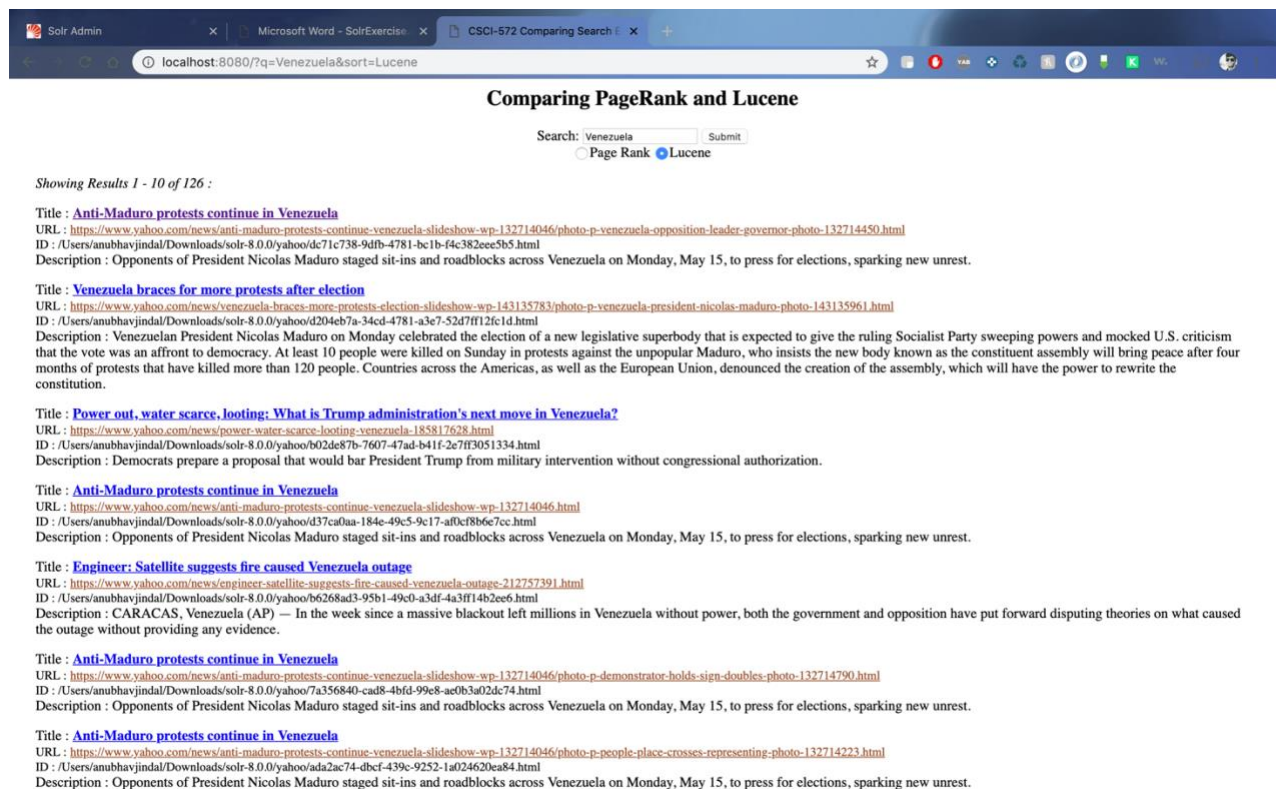 Solr Admin
Microsoft Word - SolrExercise
CSCI-572 Comparing Search E
localhost:8080/?q=Venezuela&sort=Lucene
Comparing PageRank and Lucene
Search: Venezuela Submit
Page Rank Lucene
Showing Results 1 - 10 of 126 :
Title : Anti-Maduro protests continue in Venezuela
URL : https://www.yahoo.com/news/anti-maduro-protests-continue-venezuela-slideshow-wp-132714046/photo-p-venezuela-opposition-leader-governor-photo-132714450.html
ID : /Users/anubhavjindal/Downloads/solr-8.0.0/yahoo/dc71c738-9dfb-4781-bc1b-f4c382eee5b5.html
Description : Opponents of President Nicolas Maduro staged sit-ins and roadblocks across Venezuela on Monday, May 15, to press for elections, sparking new unrest.
Title : Venezuela braces for more protests after election
URL : https://www.yahoo.com/news/venezuela-braces-more-protests-election-slideshow-wp-143135783/photo-p-venezuela-president-nicolas-maduro-photo-143135961.html
ID : /Users/anubhavjindal/Downloads/solr-8.0.0/yahoo/d204eb7a-34cd-4781-a3e7-52d7ff12fc1d.html
Description : Venezuelan President Nicolas Maduro on Monday celebrated the election of a new legislative superbody that is expected to give the ruling Socialist Party sweeping powers and mocked U.S. criticism
that the vote was an affront to democracy. At least 10 people were killed on Sunday in protests against the unpopular Maduro, who insists the new body known as the constituent assembly will bring peace after four
months of protests that have killed more than 120 people. Countries across the Americas, as well as the European Union, denounced the creation of the assembly, which will have the power to rewrite the
constitution.
Title : Power out, water scarce, looting: What is Trump administration's next move in Venezuela?
URL : https://www.yahoo.com/news/power-water-scarce-looting-venezuela-185817628.html
ID : /Users/anubhavjindal/Downloads/solr-8.0.0/yahoo/b02de87b-7607-47ad-b41f-2e7ff3051334.html
Description : Democrats prepare a proposal that would bar President Trump from military intervention without congressional authorization.
Title : Anti-Maduro protests continue in Venezuela
URL : https://www.yahoo.com/news/anti-maduro-protests-continue-venezuela-slideshow-wp-132714046.html
ID : /Users/anubhavjindal/Downloads/solr-8.0.0/yahoo/d37ca0aa-184e-49c5-9c17-af0cf8b6e7cc.html
Description : Opponents of President Nicolas Maduro staged sit-ins and roadblocks across Venezuela on Monday, May 15, to press for elections, sparking new unrest.
Title : Engineer: Satellite suggests fire caused Venezuela outage
URL : https://www.yahoo.com/news/engineer-satellite-suggests-fire-caused-venezuela-outage-212757391.html
ID : /Users/anubhavjindal/Downloads/solr-8.0.0/yahoo/b6268ad3-95b1-49c0-a3df-4a3ff14b2ee6.html
Description : CARACAS, Venezuela (AP) — In the week since a massive blackout left millions in Venezuela without power, both the government and opposition have put forward disputing theories on what caused
the outage without providing any evidence.
Title : Anti-Maduro protests continue in Venezuela
URL : https://www.yahoo.com/news/anti-maduro-protests-continue-venezuela-slideshow-wp-132714046/photo-p-demonstrator-holds-sign-doubles-photo-132714790.html
ID : /Users/anubhavjindal/Downloads/solr-8.0.0/yahoo/7a356840-cad8-4bfd-99e8-ae0b3a02dc74.html
Description : Opponents of President Nicolas Maduro staged sit-ins and roadblocks across Venezuela on Monday, May 15, to press for elections, sparking new unrest.
Title : Anti-Maduro protests continue in Venezuela
URL : https://www.yahoo.com/news/anti-maduro-protests-continue-venezuela-slideshow-wp-132714046/photo-p-people-place-crosses-representing-photo-132714223.html
ID : /Users/anubhavjindal/Downloads/solr-8.0.0/yahoo/ada2ac74-dbcf-439c-9252-1a024620ea84.html
Description : Opponents of President Nicolas Maduro staged sit-ins and roadblocks across Venezuela on Monday, May 15, to press for elections, sparking new unrest.